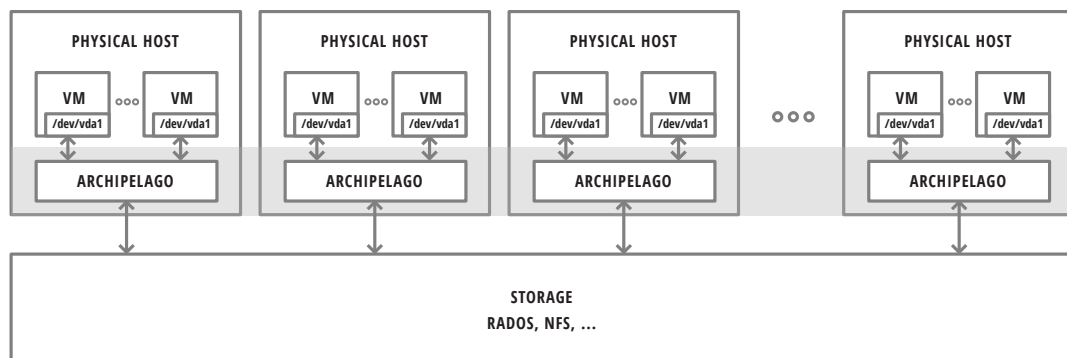 PHYSICAL HOST PHYSICAL HOST PHYSICAL HOST PHYSICAL HOST
VM VM VM VM VM VM VM VM
/dev/vda1 /dev/vda1 /dev/vda1 /dev/vda1 /dev/vda1 /dev/vda1 /dev/vda1 /dev/vda1
ARCHIPELAGO ARCHIPELAGO ARCHIPELAGO ARCHIPELAGO
STORAGE
RADOS, NFS, ...